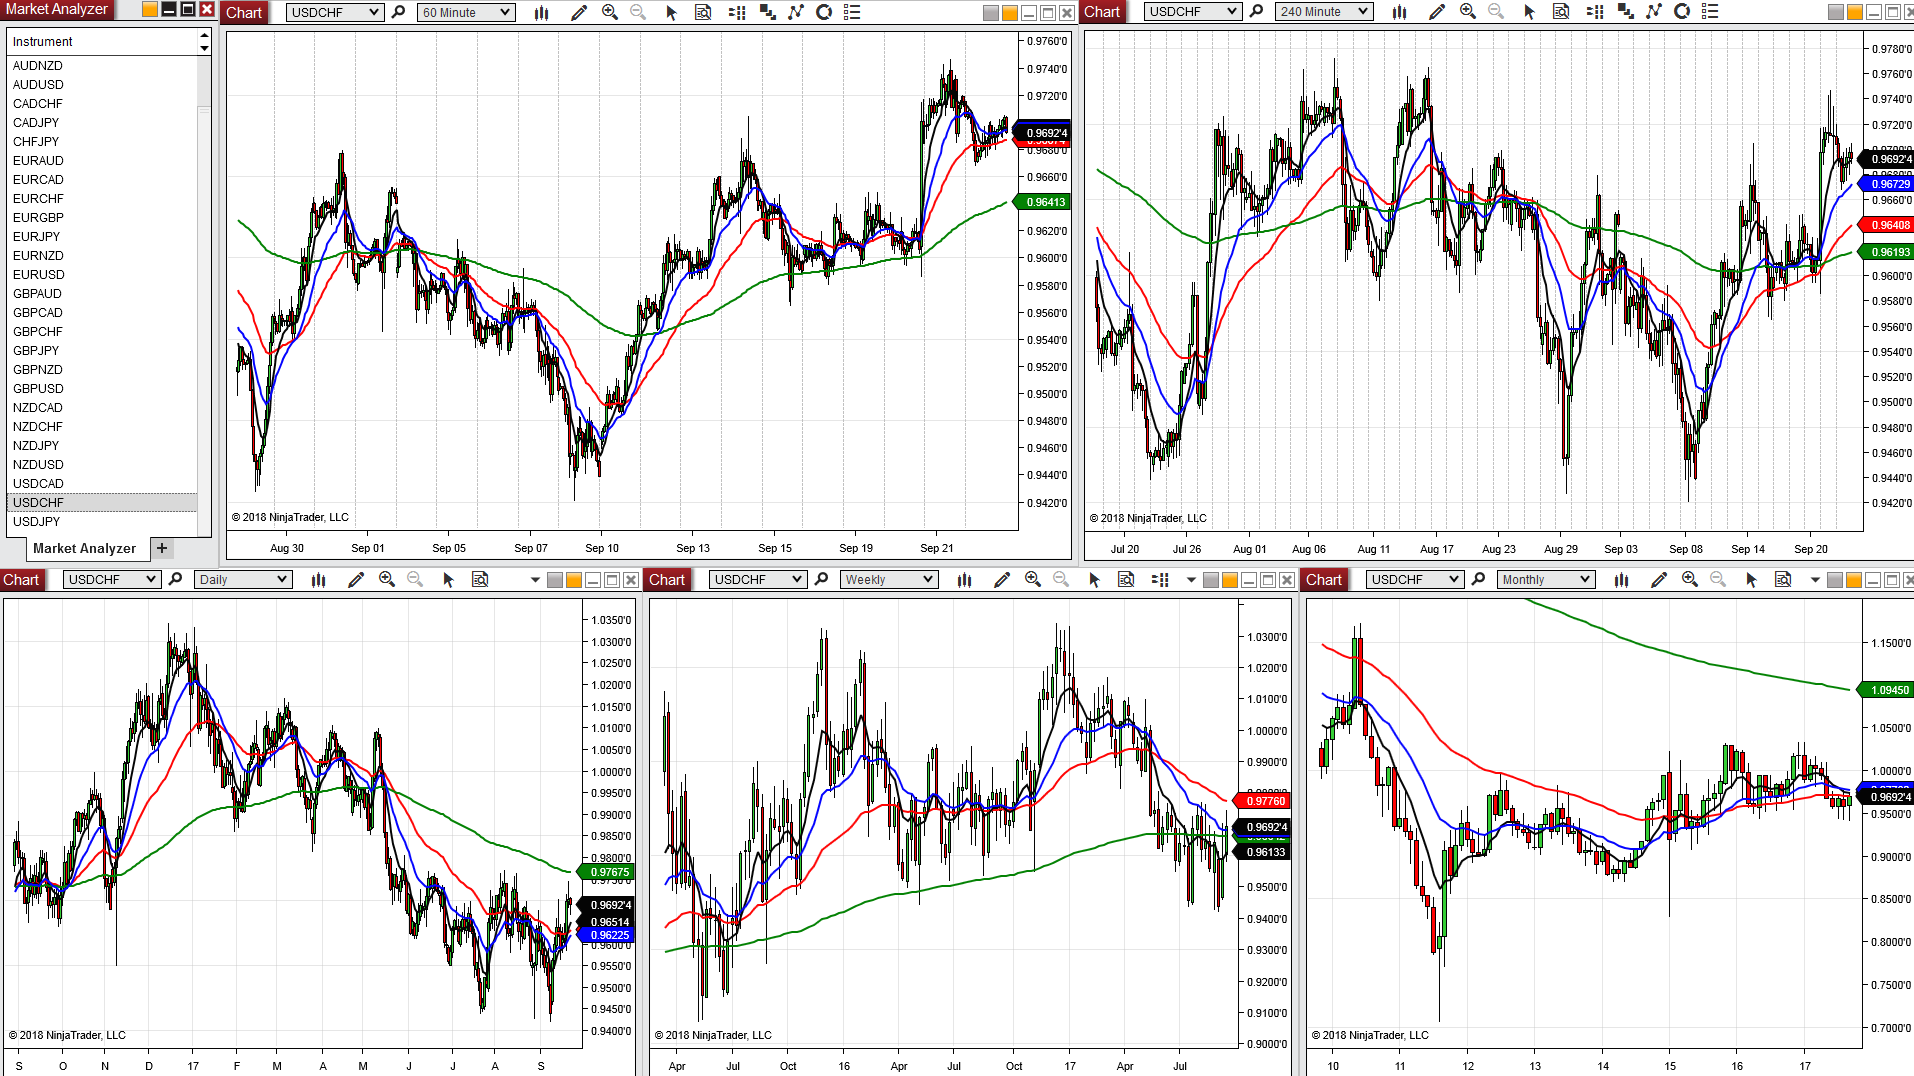 Market Analyzer
Instrument
AUDNZD
AUDUSD
CADCHF
CADJPY
CHFJPY
EURAUD
EURCAD
EURCHF
EURGBP
EURJPY
EURNZD
EURUSD
GBPAUD
GBPCAD
GBPCHF
GBPJPY
GBPNZD
GBPUSD
NZDCAD
NZDCHF
NZDJPY
NZDUSD
USDCAD
USDCHF
USDJPY
Market Analyzer +
Chart USDCHF 60 Minute
0.9760'0
0.9740'0
0.9720'0
0.9692'4
0.9680'0
0.9660'0
0.96413
0.9620'0
0.9600'0
0.9580'0
0.9560'0
0.9540'0
0.9520'0
0.9500'0
0.9480'0
0.9460'0
0.9440'0
0.9420'0
© 2018 NinjaTrader, LLC
Aug 30 Sep 01 Sep 05 Sep 07 Sep 10 Sep 13 Sep 15 Sep 19 Sep 21
Chart USDCHF 240 Minute
0.9780'0
0.9760'0
0.9740'0
0.9720'0
0.9692'4
0.96729
0.9660'0
0.96408
0.96193
0.9600'0
0.9580'0
0.9560'0
0.9540'0
0.9520'0
0.9500'0
0.9480'0
0.9460'0
0.9440'0
0.9420'0
© 2018 NinjaTrader, LLC
Jul 20 Jul 26 Aug 01 Aug 06 Aug 11 Aug 17 Aug 23 Aug 29 Sep 03 Sep 08 Sep 14 Sep 20
Chart USDCHF Daily
1.0350'0
1.0300'0
1.0250'0
1.0200'0
1.0150'0
1.0100'0
1.0050'0
1.0000'0
0.9950'0
0.9900'0
0.9850'0
0.9800'0
0.97675
0.9692'4
0.96514
0.96225
0.9600'0
0.9550'0
0.9500'0
0.9450'0
0.9400'0
© 2018 NinjaTrader, LLC
S O N D 17 F M A M J J A S
Chart USDCHF Weekly
1.0300'0
1.0200'0
1.0100'0
1.0000'0
0.9900'0
0.97760
0.9692'4
0.96133
0.9500'0
0.9400'0
0.9300'0
0.9200'0
0.9100'0
0.9000'0
© 2018 NinjaTrader, LLC
Apr Jul Oct 16 Apr Jul Oct 17 Apr Jul
Chart USDCHF Monthly
1.1500'0
1.09450
1.0500'0
1.0000'0
0.9692'4
0.9500'0
0.9000'0
0.8500'0
0.8000'0
0.7500'0
0.7000'0
© 2018 NinjaTrader, LLC
10 11 12 13 14 15 16 17